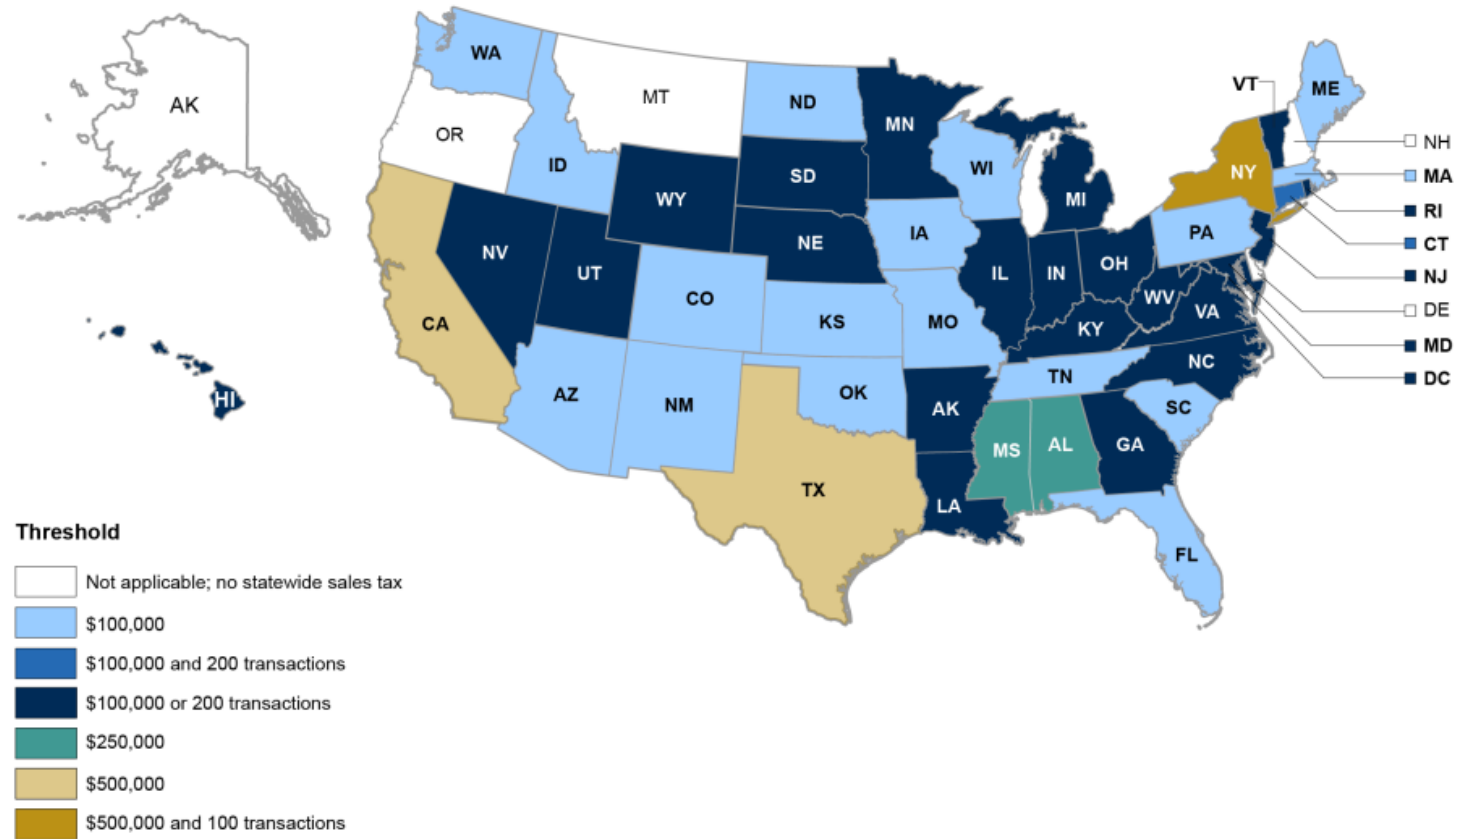 WA
ME
VT
MT
ND
AK
MN
OR
NH
ID
WI
NY
MA
SD
WY
MI
RI
IA
PA
NE
CT
NV
OH
UT
IL
IN
NJ
CO
WV
VA
DE
CA
KS
MO
KY
MD
NC
DC
AZ
NM
OK
TN
HI
AK
SC
MS
AL
GA
TX
LA
FL
Threshold
Not applicable; no statewide sales tax
$100,000
$100,000 and 200 transactions
$100,000 or 200 transactions
$250,000
$500,000
$500,000 and 100 transactions